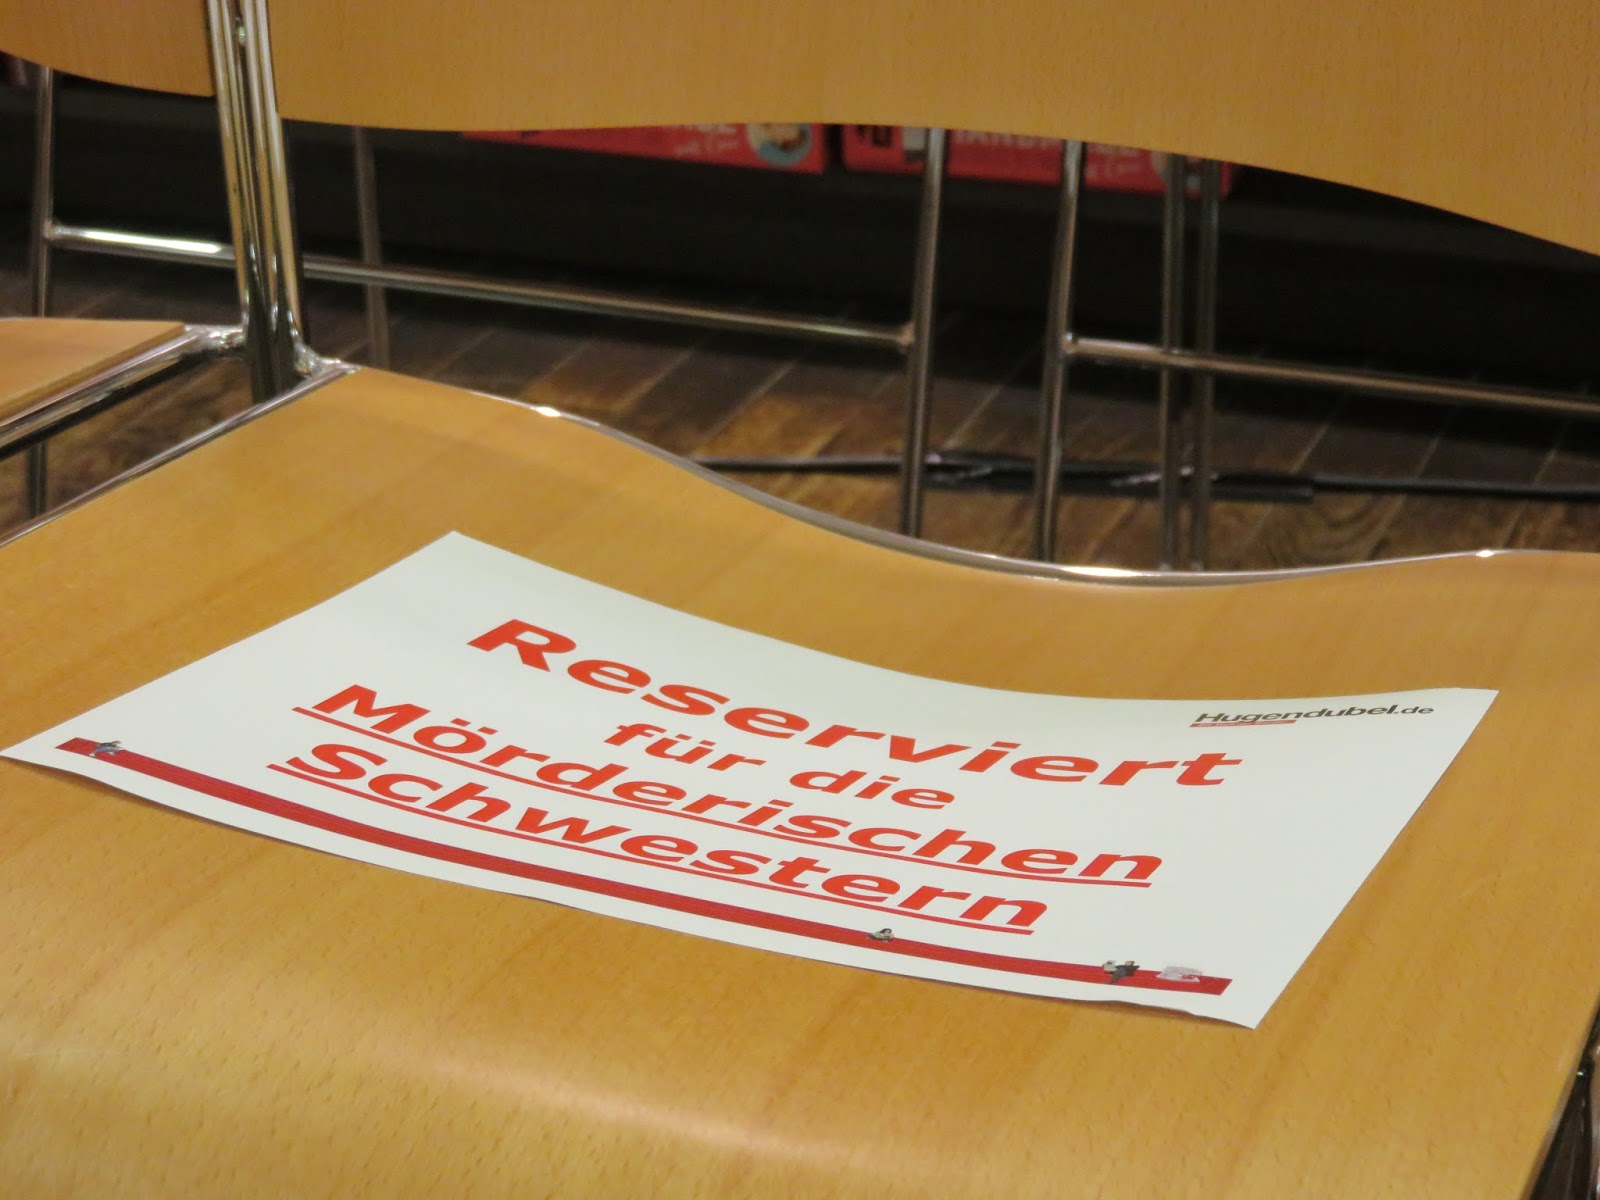 Hugendubel.de
Reserviert
für die
Mörderischen
Schwestern